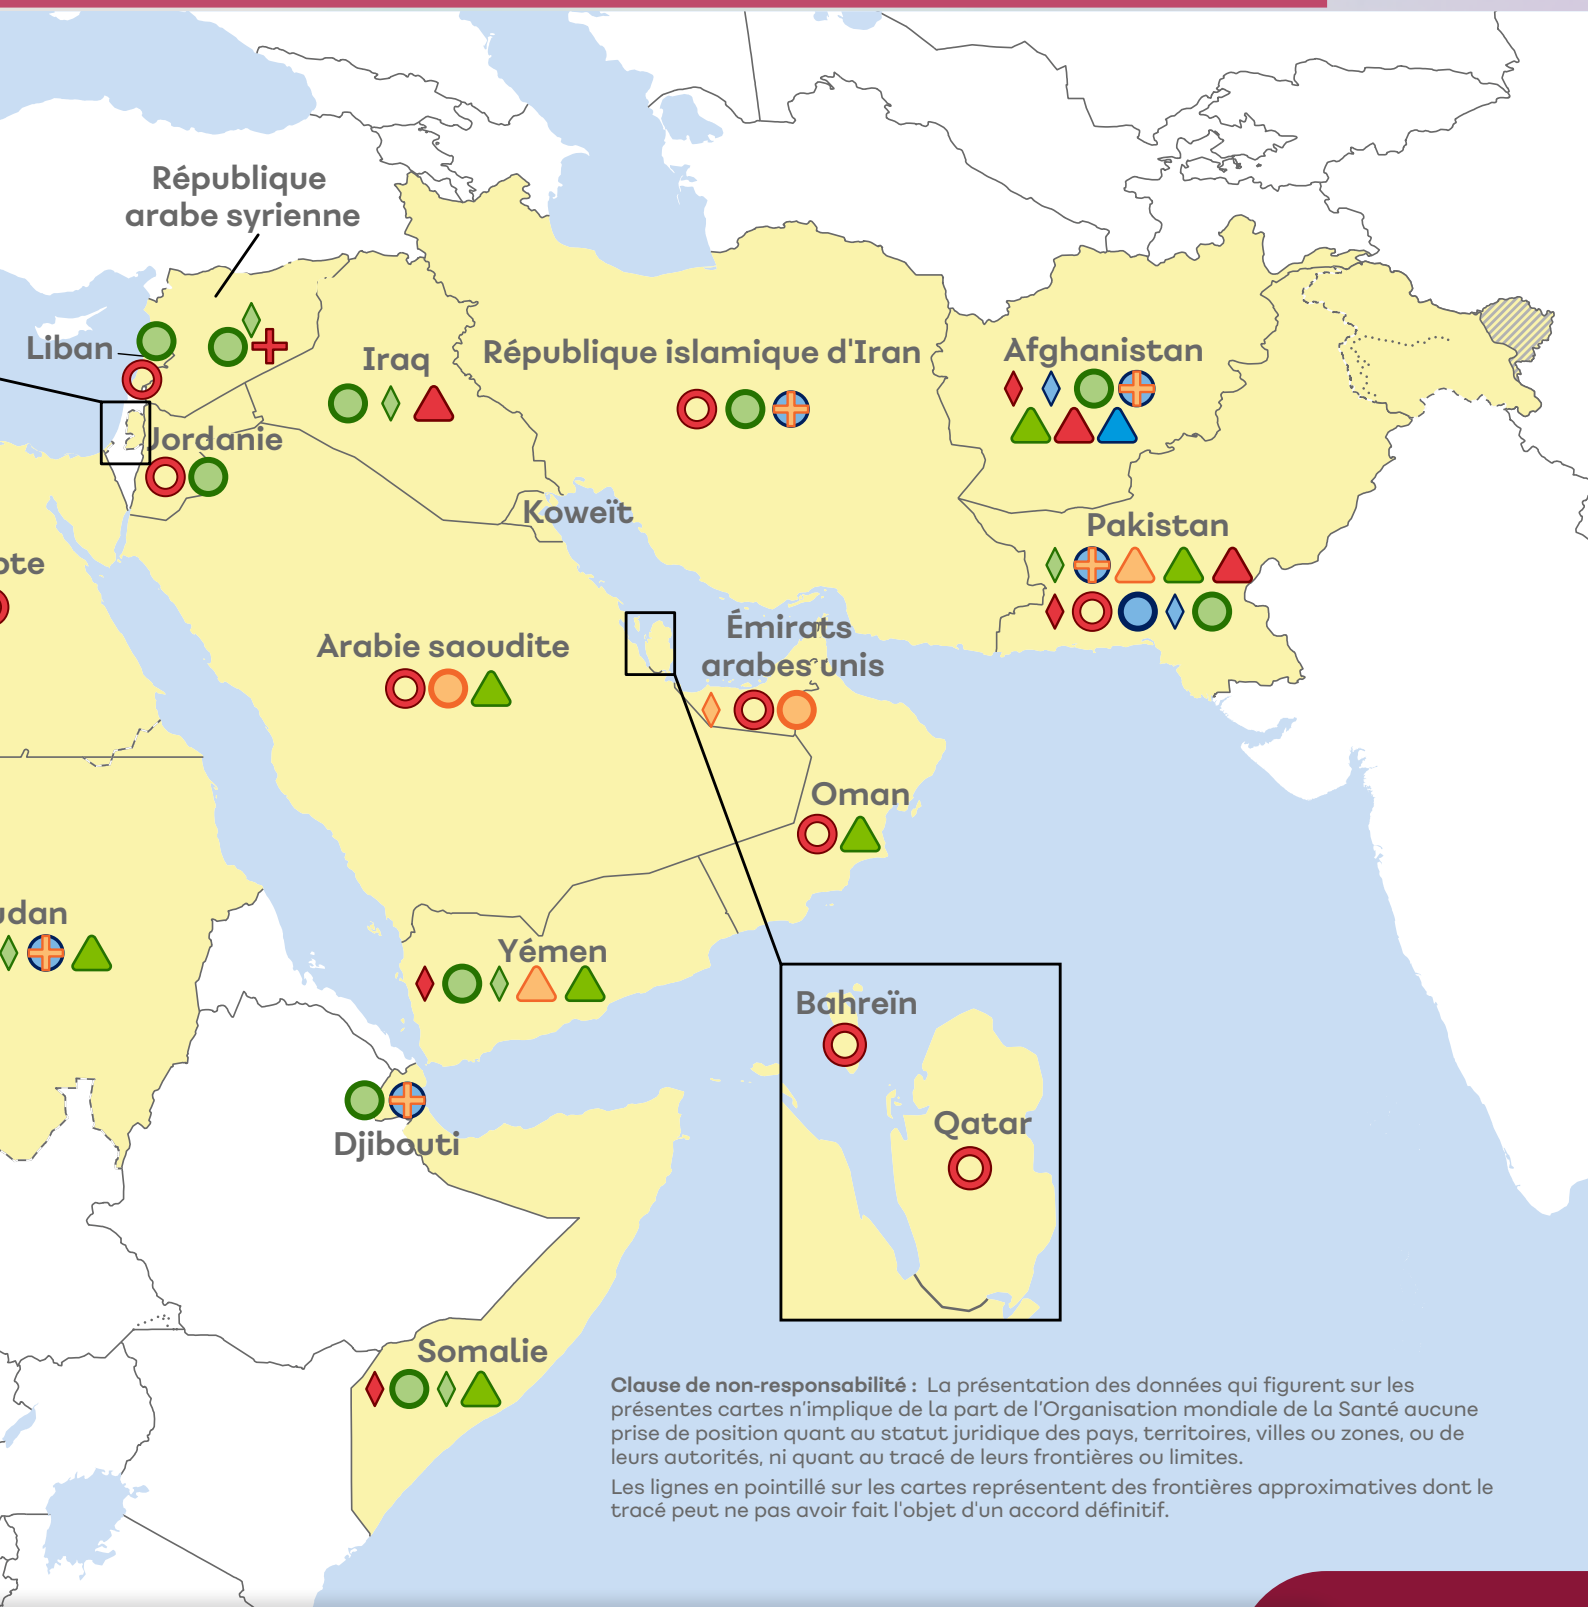 République
arabe syrienne
Liban
Iraq
République islamique d'Iran
Afghanistan
Jordanie
Koweït
Pakistan
pte
Arabie saoudite
Émirats
arabes unis
Oman
udan
Yémen
Bahreïn
Qatar
Djibouti
Somalie
Clause de non-responsabilité : La présentation des données qui figurent sur les
présentes cartes n'implique de la part de l'Organisation mondiale de la Santé aucune
prise de position quant au statut juridique des pays, territoires, villes ou zones, ou de
leurs autorités, ni quant au tracé de leurs frontières ou limites.
Les lignes en pointillé sur les cartes représentent des frontières approximatives dont le
tracé peut ne pas avoir fait l'objet d'un accord définitif.